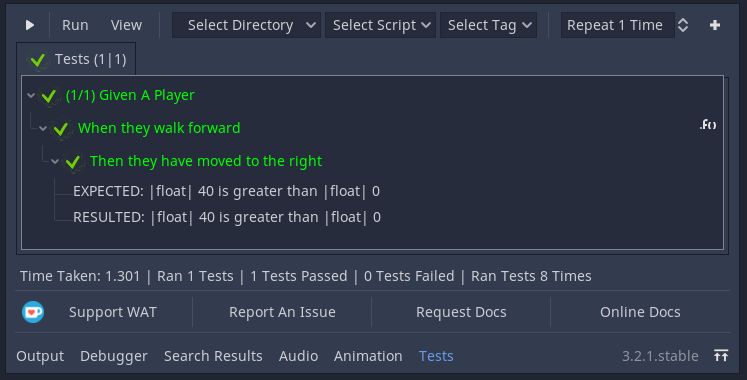 Run View Select Directory Select Script Select Tag Repeat 1 Time
Tests (1|1)
(1/1) Given A Player
When they walk forward
Then they have moved to the right
EXPECTED: |float| 40 is greater than |float| 0
RESULTED: |float| 40 is greater than |float| 0
Time Taken: 1.301 | Ran 1 Tests | 1 Tests Passed | 0 Tests Failed | Ran Tests 8 Times
Support WAT Report An Issue Request Docs Online Docs
Output Debugger Search Results Audio Animation Tests 3.2.1.stable